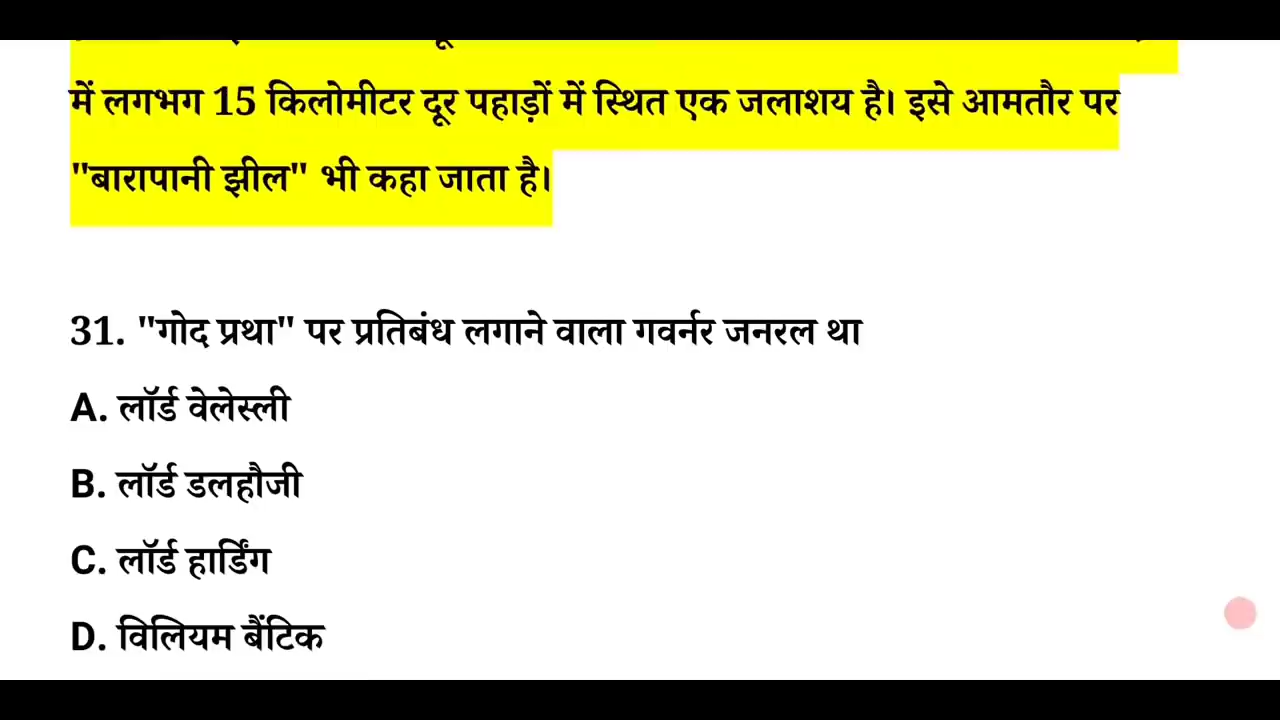 में लगभग 15 किलोमीटर दूर पहाड़ों में स्थित एक जलाशय है। इसे आमतौर पर
"बारापानी झील" भी कहा जाता है।
31. "गोद प्रथा" पर प्रतिबंध लगाने वाला गवर्नर जनरल था
A. लॉर्ड वेलेस्ली
B. लॉर्ड डलहौजी
C. लॉर्ड हार्डिंग
D. विलियम बैंटिक